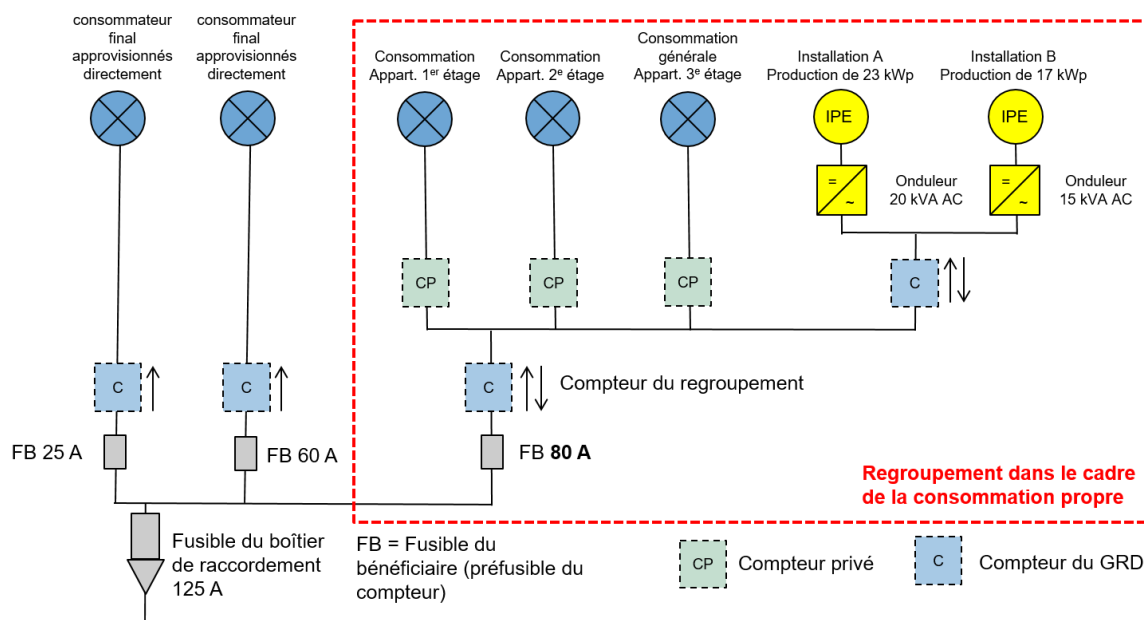 consommateur
final
approvisionnés
directement
consommateur
final
approvisionnés
directement
Consommation
Appart. 1er étage
Consommation
Appart. 2e étage
Consommation
générale
Appart. 3e étage
Installation A
Production de 23 kWp
Installation B
Production de 17 kWp
IPE
IPE
=
~
Onduleur
20 kVA AC
=
~
Onduleur
15 kVA AC
CP
CP
CP
C
C
C
C
Compteur du regroupement
FB 25 A
FB 60 A
FB 80 A
Regroupement dans le cadre
de la consommation propre
Fusible du boîtier
de raccordement
125 A
FB = Fusible du
bénéficiaire (préfusible du
compteur)
CP
Compteur privé
C
Compteur du GRD